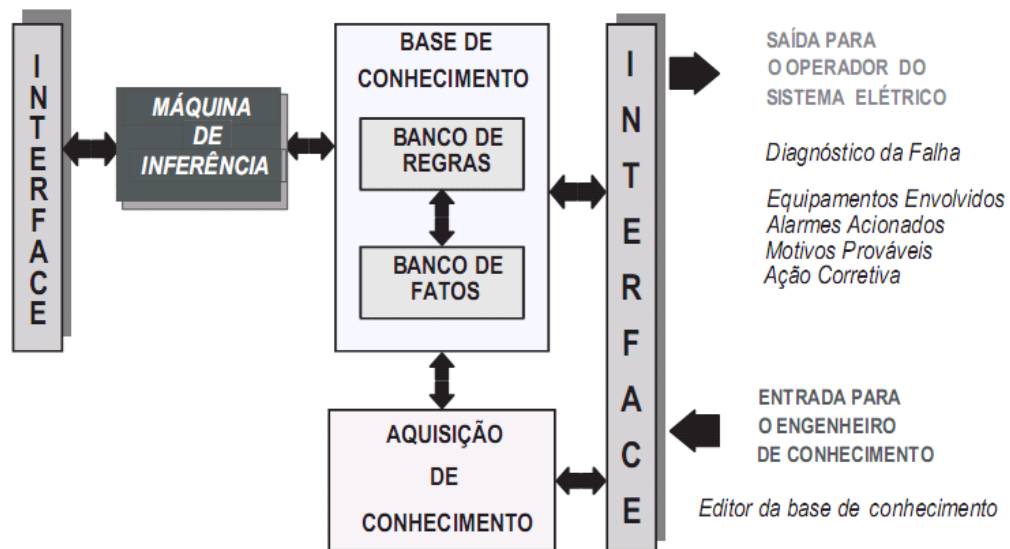 INTERFACE
MÁQUINA
DE
INFERÊNCIA
BASE DE
CONHECIMENTO
BANCO DE
REGRAS
BANCO DE
FATOS
AQUISIÇÃO
DE
CONHECIMENTO
INTERFACE
SAÍDA PARA
O OPERADOR DO
SISTEMA ELÉTRICO
Diagnóstico da Falha
Equipamentos Envolvidos
Alarmes Acionados
Motivos Prováveis
Ação Corretiva
ENTRADA PARA
O ENGENHEIRO
DE CONHECIMENTO
Editor da base de conhecimento